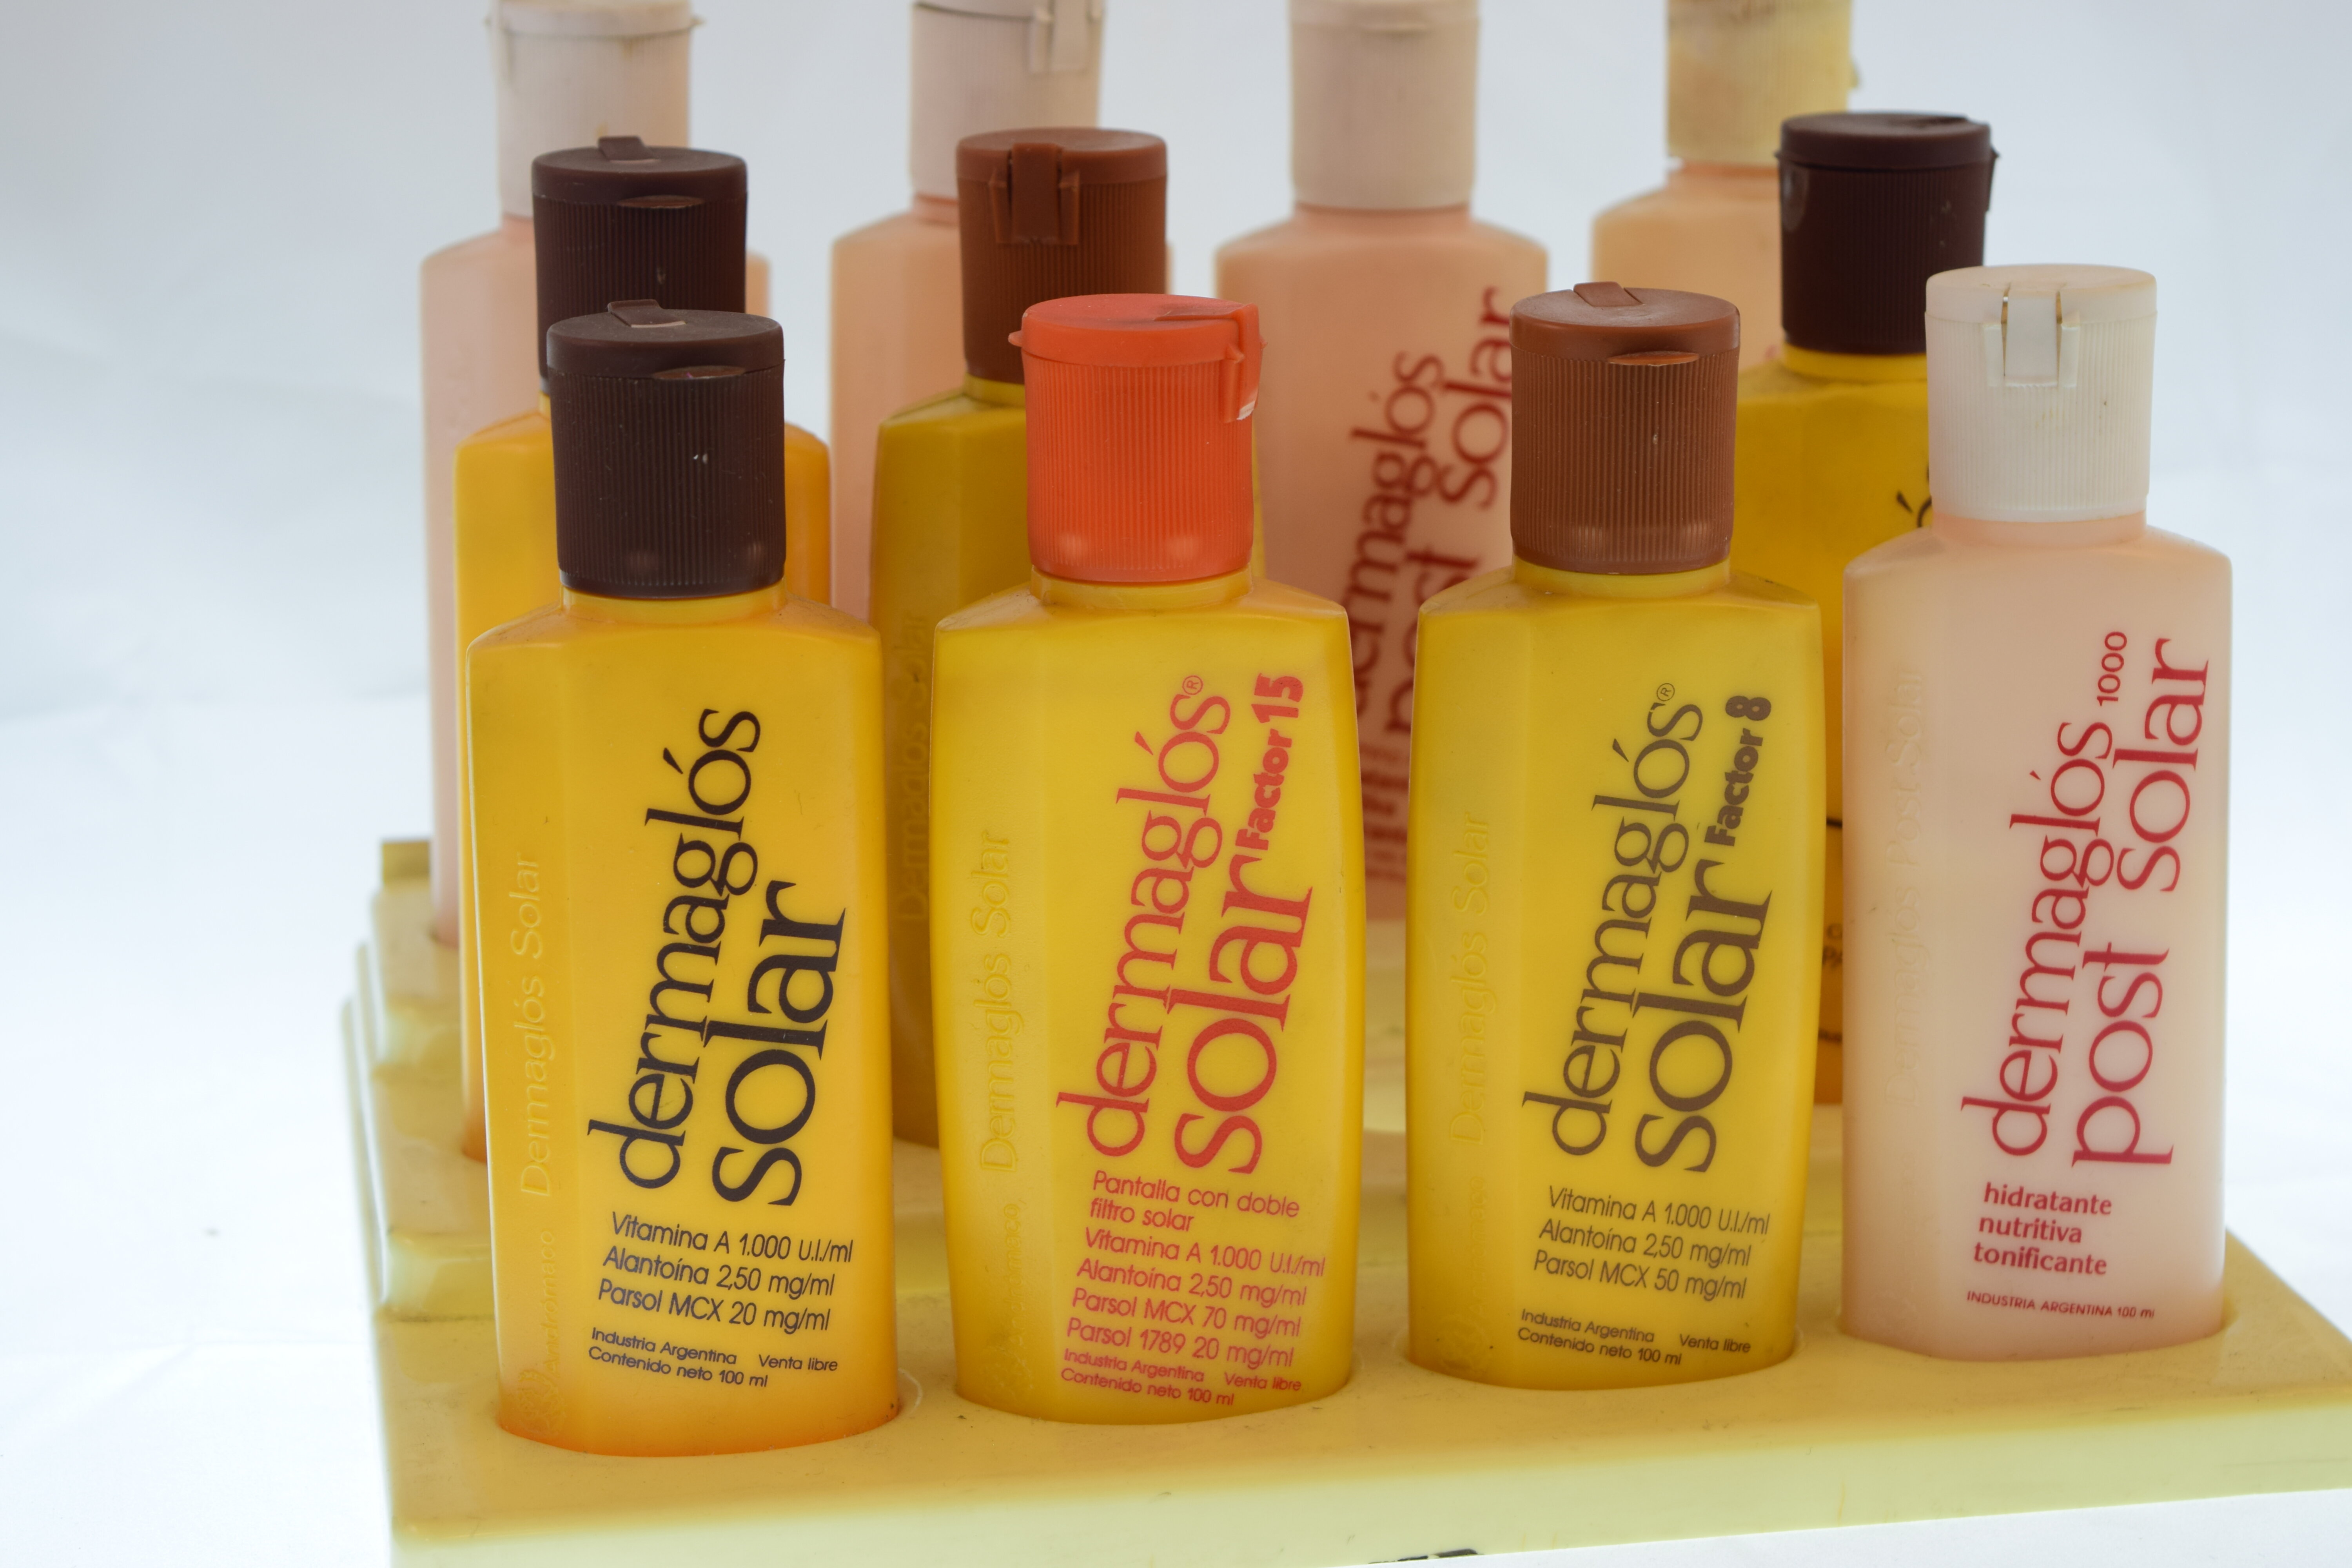 dermaglós
solar
Vitamina A 1.000 U.I./ml
Alantoína 2,50 mg/ml
Parsol MCX 20 mg/ml
Industria Argentina Venta libre
Contenido neto 100 ml
Dermaglós Solar
Andrómaco
dermaglós®
solar Factor 15
Pantalla con doble
filtro solar
Vitamina A 1.000 U.I./ml
Alantoína 2,50 mg/ml
Parsol MCX 70 mg/ml
Parsol 1789 20 mg/ml
Industria Argentina Venta libre
Contenido neto 100 ml
Dermaglós Solar
Andrómaco
dermaglós®
solar Factor 8
Vitamina A 1.000 U.I./ml
Alantoína 2,50 mg/ml
Parsol MCX 50 mg/ml
Industria Argentina Venta libre
Contenido neto 100 ml
Dermaglós Solar
dermaglós 1000
post solar
hidratante
nutritiva
tonificante
INDUSTRIA ARGENTINA 100 ml
Dermaglós Post Solar
Dermaglós Solar
dermaglós
post solar